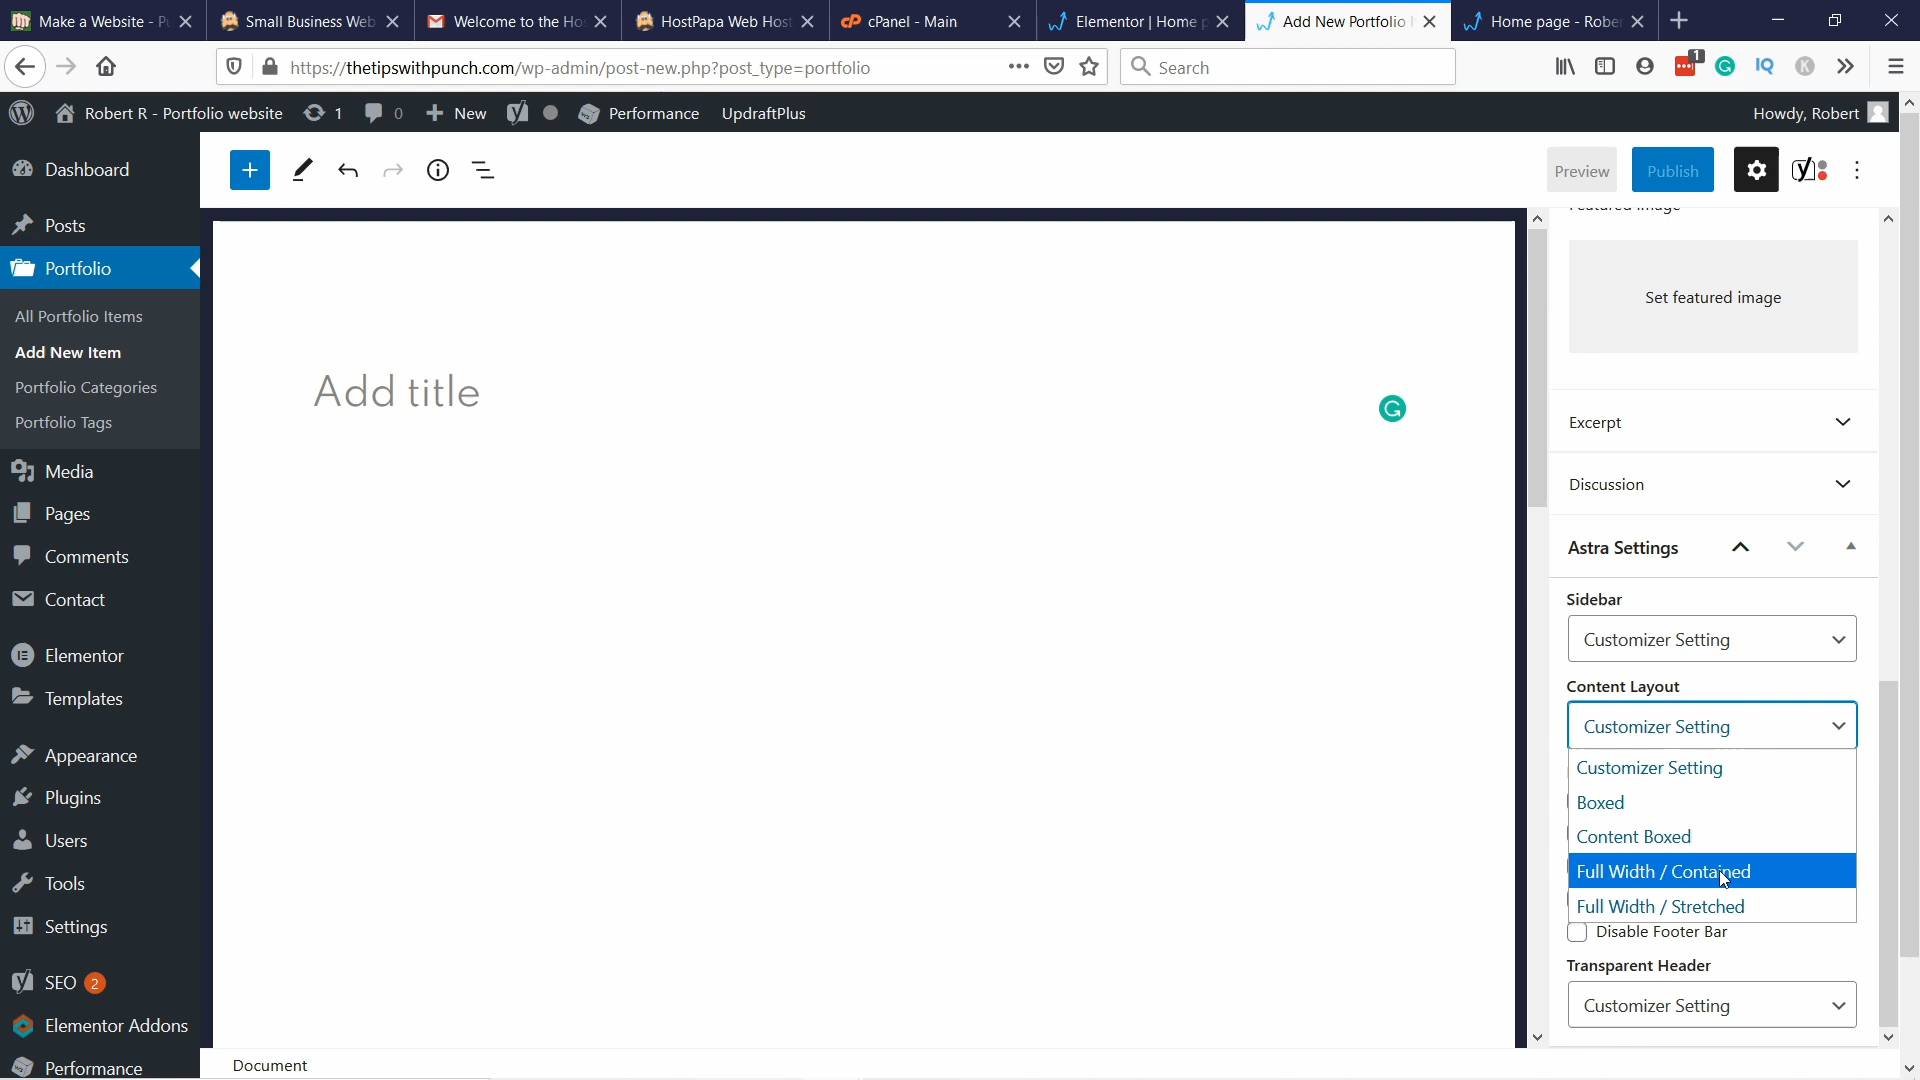 Make a Website - P
Small Business Web
Welcome to the Ho
HostPapa Web Host
cPanel - Main
Elementor | Home p
Add New Portfolio I
Home page - Rober
https://thetipswithpunch.com/wp-admin/post-new.php?post_type=portfolio
Search
1
IQ
K
Robert R - Portfolio website
1
0
New
Performance
UpdraftPlus
Howdy, Robert
Dashboard
Posts
Portfolio
All Portfolio Items
Add New Item
Portfolio Categories
Portfolio Tags
Media
Pages
Comments
Contact
Elementor
Templates
Appearance
Plugins
Users
Tools
Settings
SEO 2
Elementor Addons
Performance
Preview
Publish
Add title
Document
Featured image
Set featured image
Excerpt
Discussion
Astra Settings
Sidebar
Customizer Setting
Content Layout
Customizer Setting
Customizer Setting
Boxed
Content Boxed
Full Width / Contained
Full Width / Stretched
Disable Footer Bar
Transparent Header
Customizer Setting